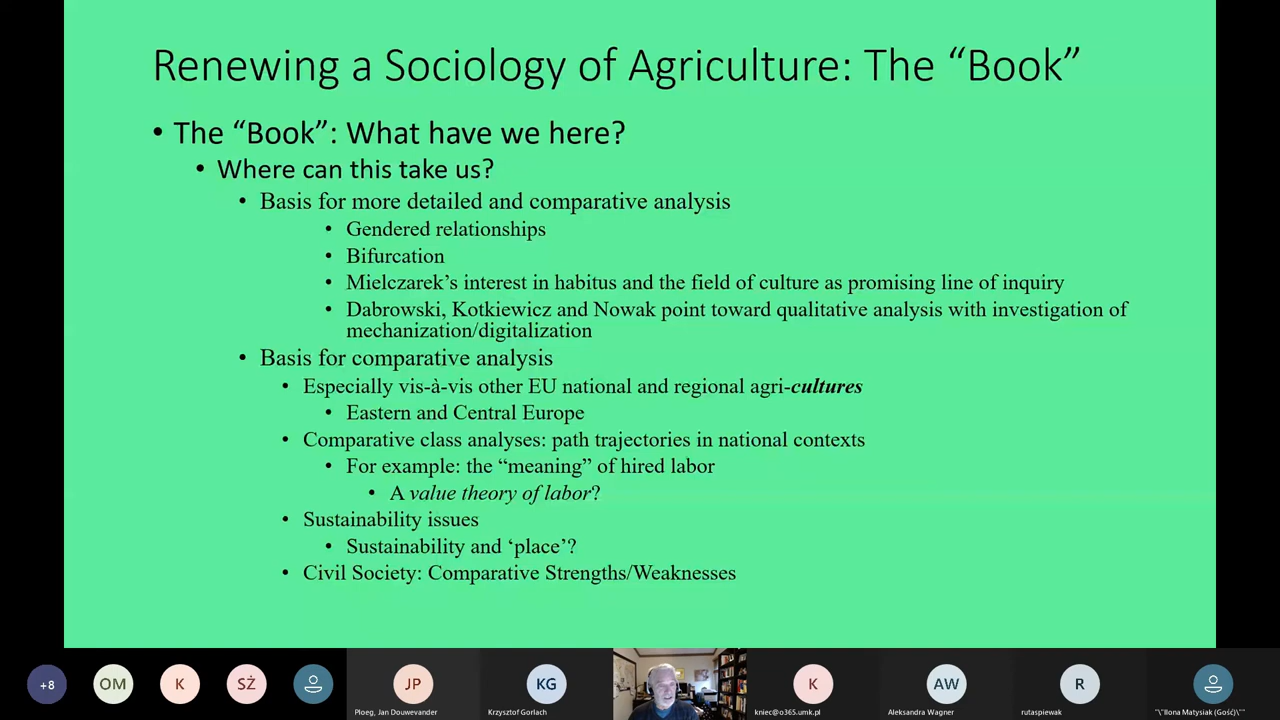 Renewing a Sociology of Agriculture: The “Book”
• The “Book”: What have we here?
• Where can this take us?
• Basis for more detailed and comparative analysis
• Gendered relationships
• Bifurcation
• Mielczarek’s interest in habitus and the field of culture as promising line of inquiry
• Dabrowski, Kotkiewicz and Nowak point toward qualitative analysis with investigation of
mechanization/digitalization
• Basis for comparative analysis
• Especially vis-à-vis other EU national and regional agri-cultures
• Eastern and Central Europe
• Comparative class analyses: path trajectories in national contexts
• For example: the “meaning” of hired labor
• A value theory of labor?
• Sustainability issues
• Sustainability and ‘place’?
• Civil Society: Comparative Strengths/Weaknesses
+8 OM K SŻ JP KG K AW R
Ploeg, Jan Douwevander Krzysztof Gorlach kniec@o365.umk.pl Aleksandra Wagner rutaspiewak "\"Ilona Matysiak (Gość)\""